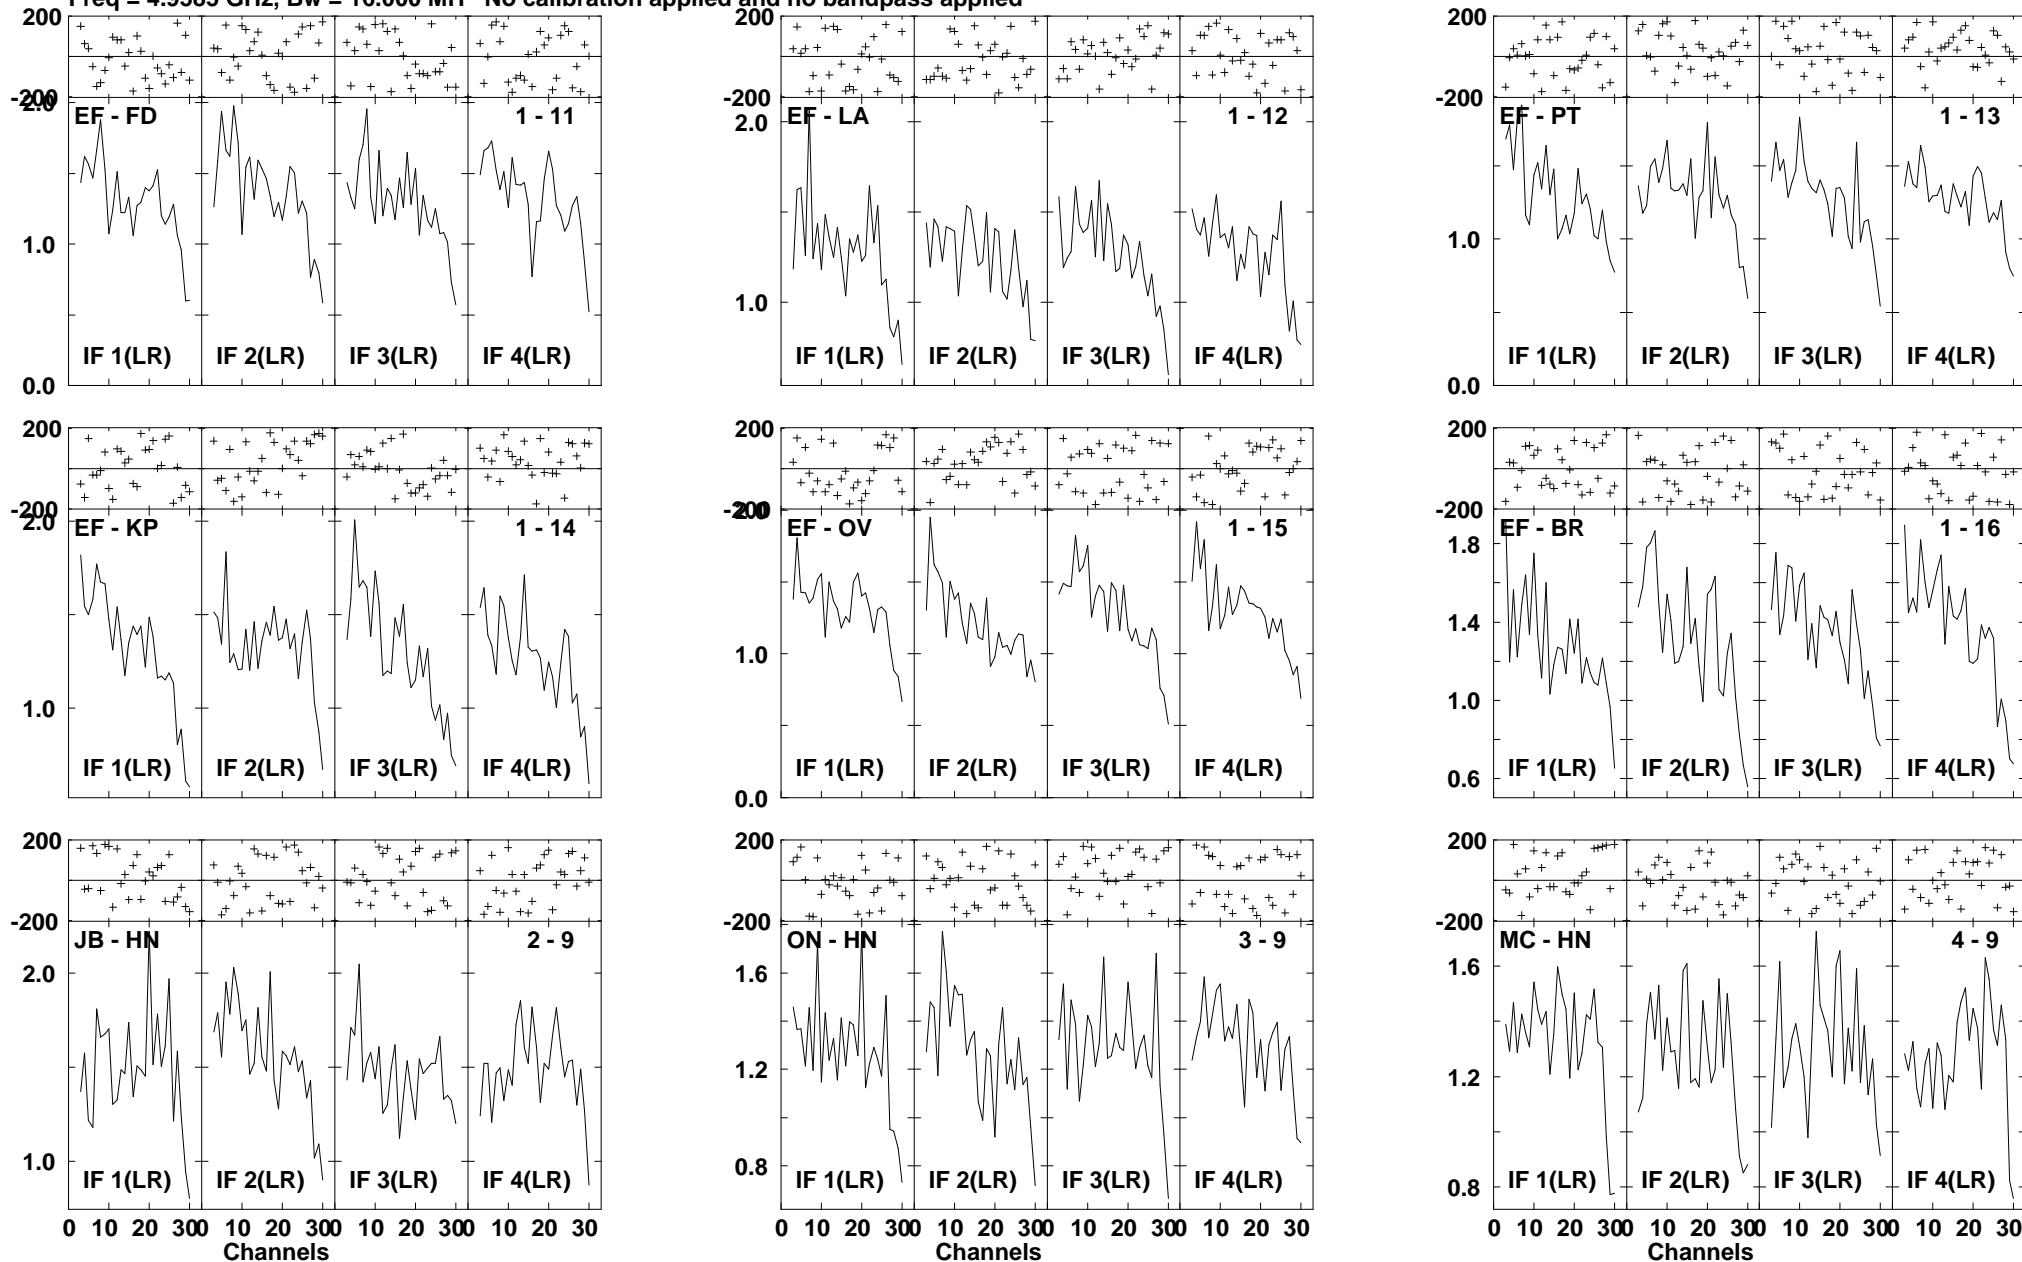 Freq = 4.9585 GHz, Bw = 16.000 MH No calibration applied and no bandpass applied
200 200 200
-200 -200 -200
2.0
EF - FD 1 - 11 EF - LA 1 - 12 EF - PT 1 - 13
2.0
1.0 1.0
1.0
IF 1(LR) IF 2(LR) IF 3(LR) IF 4(LR) IF 1(LR) IF 2(LR) IF 3(LR) IF 4(LR) IF 1(LR) IF 2(LR) IF 3(LR) IF 4(LR)
0.0 0.0
200 200 200
-200 -200 -200
2.0 2.0
EF - KP 1 - 14 EF - OV 1 - 15 EF - BR 1 - 16
1.8
1.4
1.0 1.0 1.0
IF 1(LR) IF 2(LR) IF 3(LR) IF 4(LR) IF 1(LR) IF 2(LR) IF 3(LR) IF 4(LR) IF 1(LR) IF 2(LR) IF 3(LR) IF 4(LR)
0.6
0.0
200 200 200
-200 -200 -200
JB - HN 2 - 9 ON - HN 3 - 9 MC - HN 4 - 9
2.0 1.6 1.6
1.2 1.2
1.0 0.8 0.8
IF 1(LR) IF 2(LR) IF 3(LR) IF 4(LR) IF 1(LR) IF 2(LR) IF 3(LR) IF 4(LR) IF 1(LR) IF 2(LR) IF 3(LR) IF 4(LR)
0 10 20 30 0 10 20 30 0 10 20 30 0 10 20 30 0 10 20 30 0 10 20 30 0 10 20 30 0 10 20 30 0 10 20 30 0 10 20 30 0 10 20 30 0 10 20 30
Channels Channels Channels